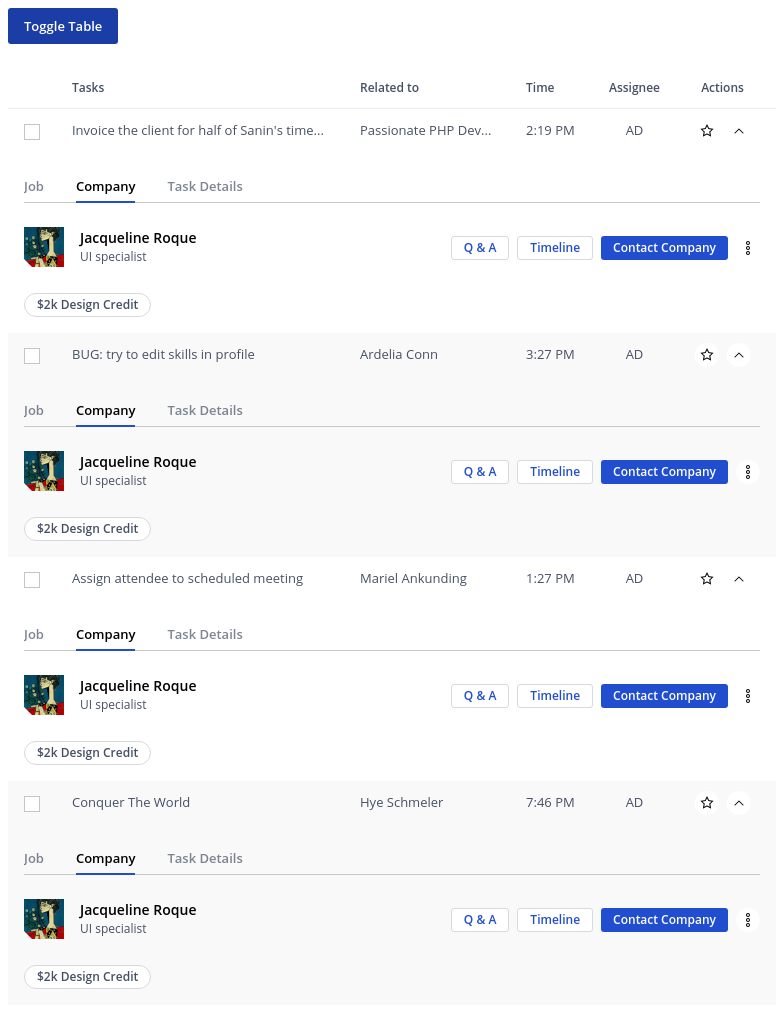 Toggle Table
Tasks Related to Time Assignee Actions
Invoice the client for half of Sanin's time... Passionate PHP Dev... 2:19 PM AD
Job Company Task Details
Jacqueline Roque
UI specialist
Q & A Timeline Contact Company
$2k Design Credit
BUG: try to edit skills in profile Ardelia Conn 3:27 PM AD
Job Company Task Details
Jacqueline Roque
UI specialist
Q & A Timeline Contact Company
$2k Design Credit
Assign attendee to scheduled meeting Mariel Ankunding 1:27 PM AD
Job Company Task Details
Jacqueline Roque
UI specialist
Q & A Timeline Contact Company
$2k Design Credit
Conquer The World Hye Schmeler 7:46 PM AD
Job Company Task Details
Jacqueline Roque
UI specialist
Q & A Timeline Contact Company
$2k Design Credit